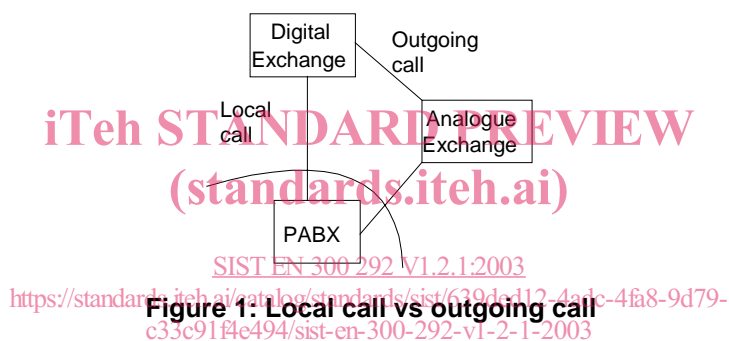 Digital
Exchange
Outgoing
call
Local
call
Analogue
Exchange
iTeh STANDARD PREVIEW
(standards.iteh.ai)
PABX
SIST EN 300 292 V1.2.1:2003
https://standards.iteh.ai/catalog/standards/sist/639ded12-4adc-4fa8-9d79-
Figure 1: Local call vs outgoing call
c33c91f4e494/sist-en-300-292-v1-2-1-2003